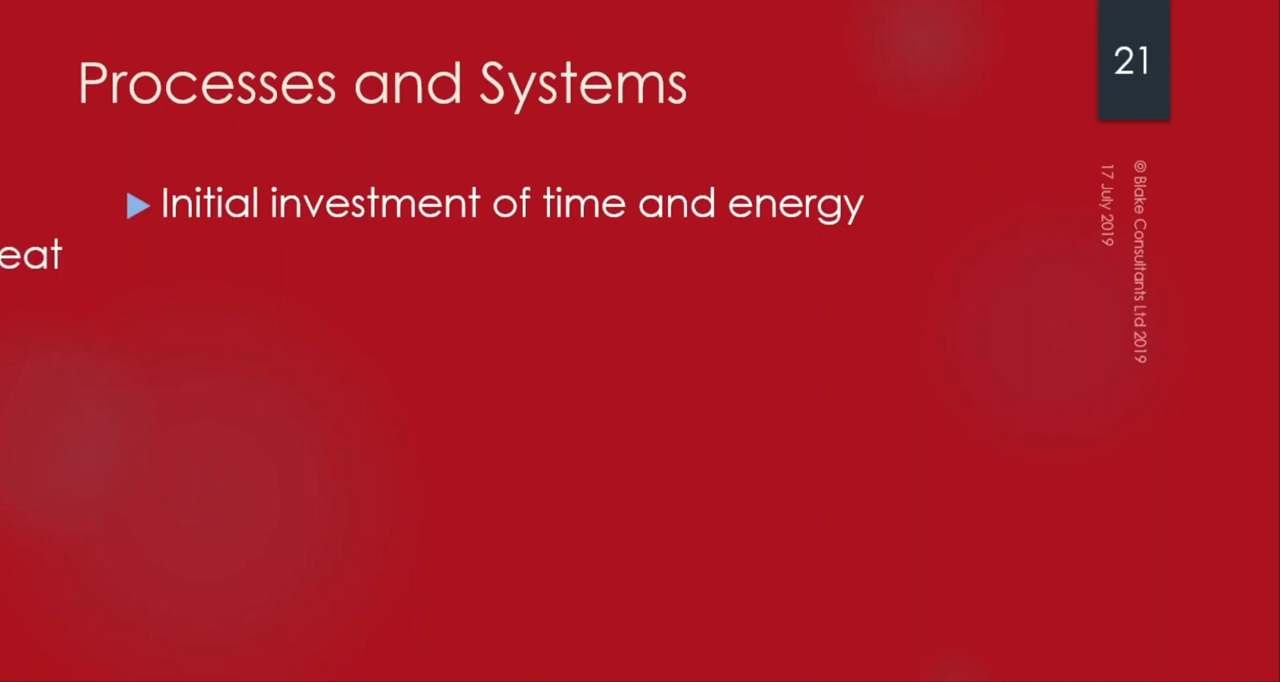 Processes and Systems
21
Initial investment of time and energy
eat
17 July 2019
© Blake Consultants Ltd 2019